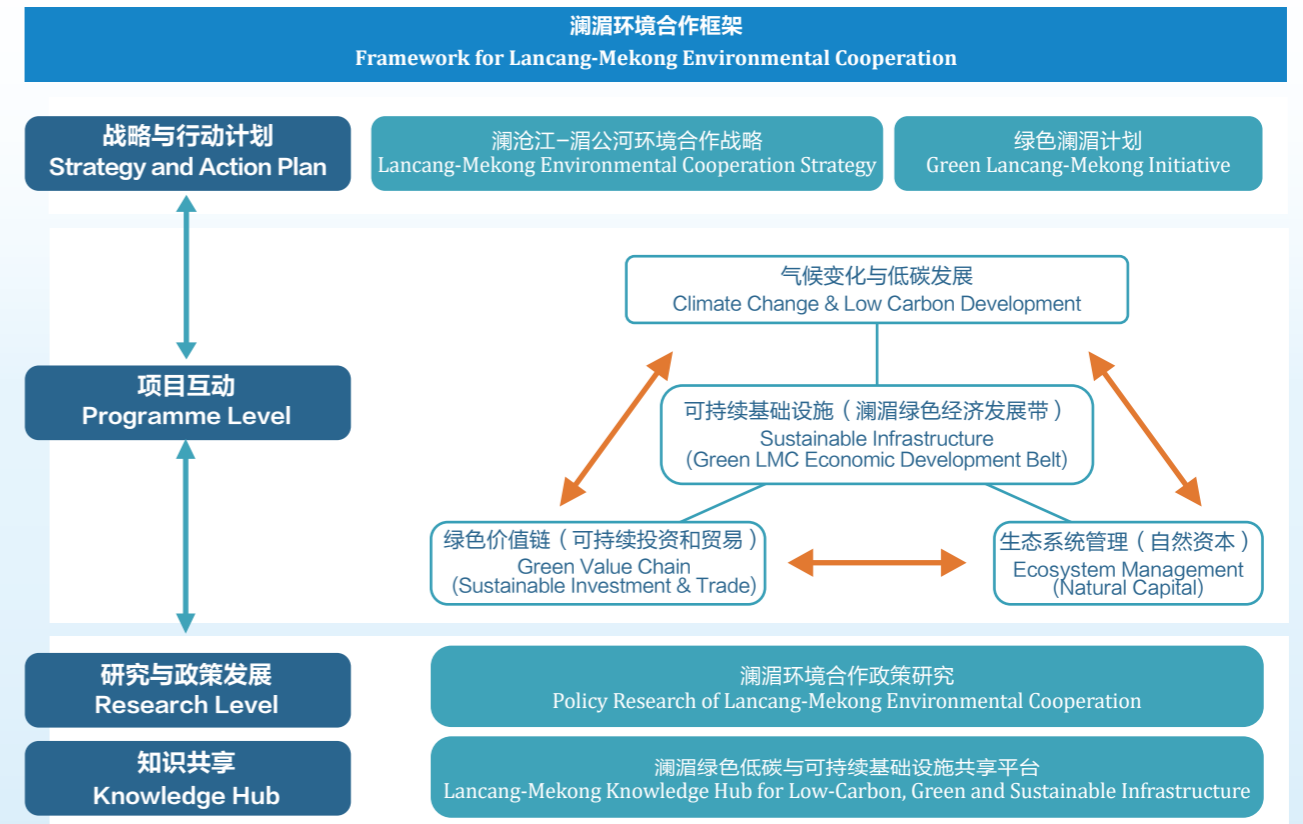 澜湄环境合作框架
Framework for Lancang-Mekong Environmental Cooperation
战略与行动计划
Strategy and Action Plan
澜沧江–湄公河环境合作战略
Lancang-Mekong Environmental Cooperation Strategy
绿色澜湄计划
Green Lancang-Mekong Initiative
气候变化与低碳发展
Climate Change & Low Carbon Development
项目互动
Programme Level
可持续基础设施（澜湄绿色经济发展带）
Sustainable Infrastructure
(Green LMC Economic Development Belt)
绿色价值链（可持续投资和贸易）
Green Value Chain
(Sustainable Investment & Trade)
生态系统管理（自然资本）
Ecosystem Management
(Natural Capital)
研究与政策发展
Research Level
澜湄环境合作政策研究
Policy Research of Lancang-Mekong Environmental Cooperation
知识共享
Knowledge Hub
澜湄绿色低碳与可持续基础设施共享平台
Lancang-Mekong Knowledge Hub for Low-Carbon, Green and Sustainable Infrastructure